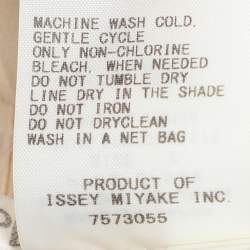 MACHINE WASH COLD.
GENTLE CYCLE
ONLY NON-CHLORINE
BLEACH, WHEN NEEDED
DO NOT TUMBLE DRY
LINE DRY IN THE SHADE
DO NOT IRON
DO NOT DRYCLEAN
WASH IN A NET BAG
PRODUCT OF
ISSEY MIYAKE INC.
7573055